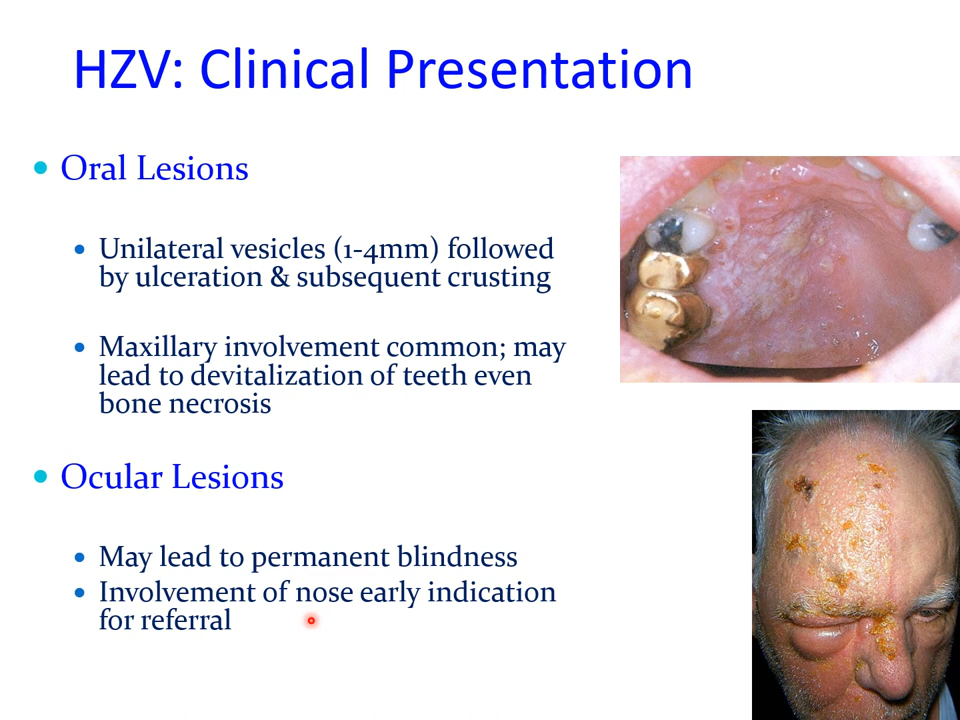 HZV: Clinical Presentation
Oral Lesions
Unilateral vesicles (1-4mm) followed
by ulceration & subsequent crusting
Maxillary involvement common; may
lead to devitalization of teeth even
bone necrosis
Ocular Lesions
May lead to permanent blindness
Involvement of nose early indication
for referral